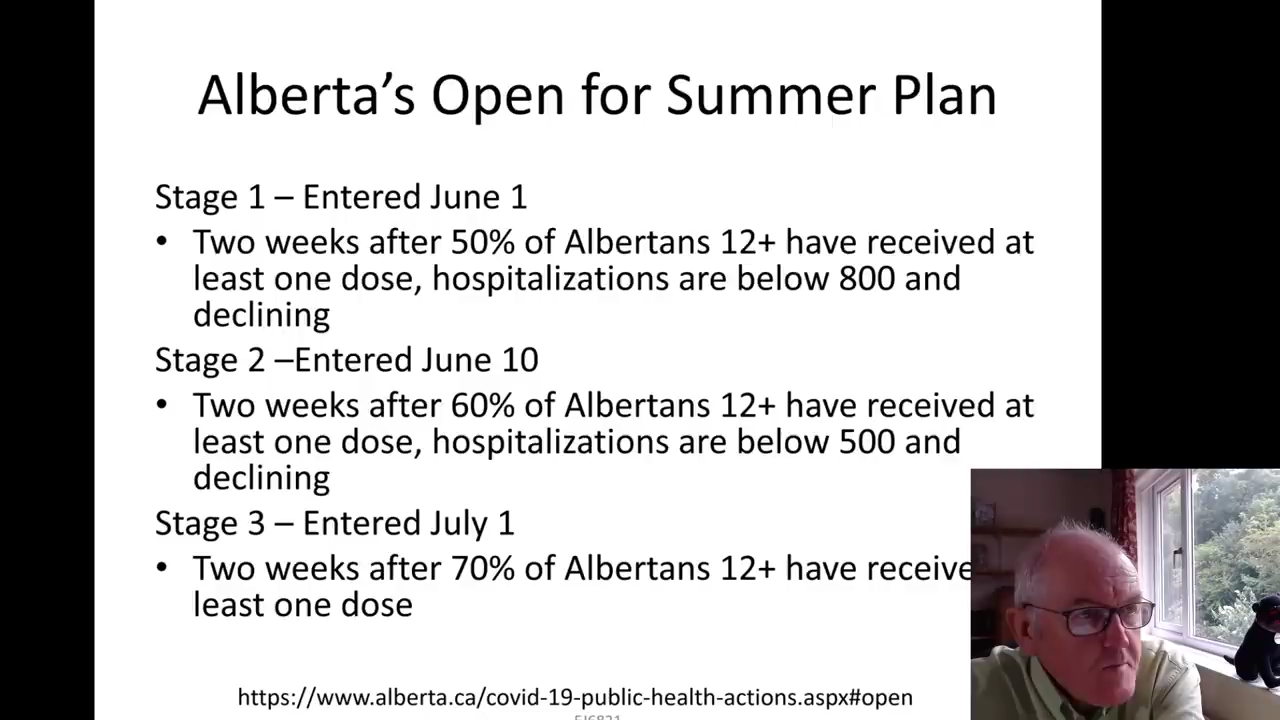 Alberta’s Open for Summer Plan
Stage 1 – Entered June 1
• Two weeks after 50% of Albertans 12+ have received at
least one dose, hospitalizations are below 800 and
declining
Stage 2 –Entered June 10
• Two weeks after 60% of Albertans 12+ have received at
least one dose, hospitalizations are below 500 and
declining
Stage 3 – Entered July 1
• Two weeks after 70% of Albertans 12+ have receive
least one dose
https://www.alberta.ca/covid-19-public-health-actions.aspx#open